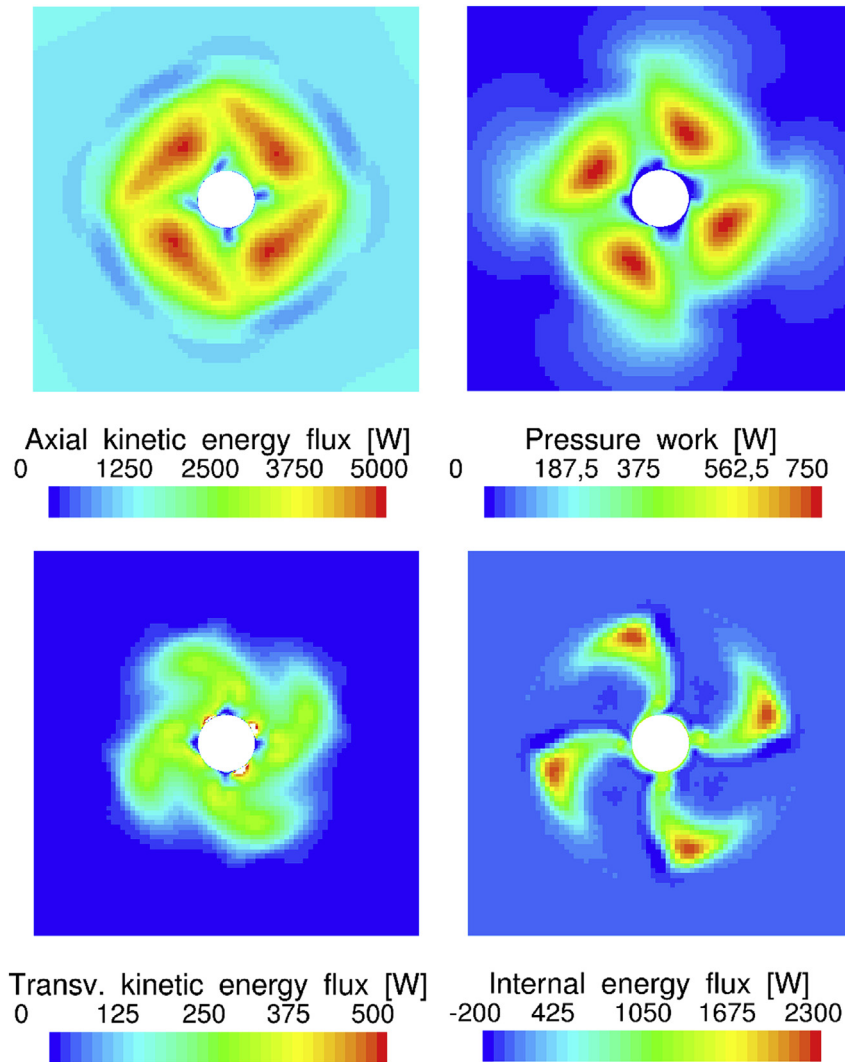 Axial kinetic energy flux [W]
0 1250 2500 3750 5000
Pressure work [W]
0 187,5 375 562,5 750
Transv. kinetic energy flux [W]
0 125 250 375 500
Internal energy flux [W]
-200 425 1050 1675 2300